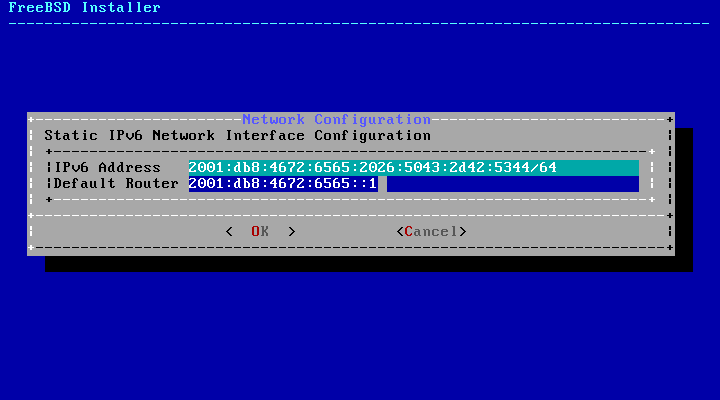 FreeBSD Installer
Network Configuration
Static IPv6 Network Interface Configuration
IPv6 Address 2001:db8:4672:6565:2026:5043:2d42:5344/64
Default Router 2001:db8:4672:6565::1
< OK > <Cancel>